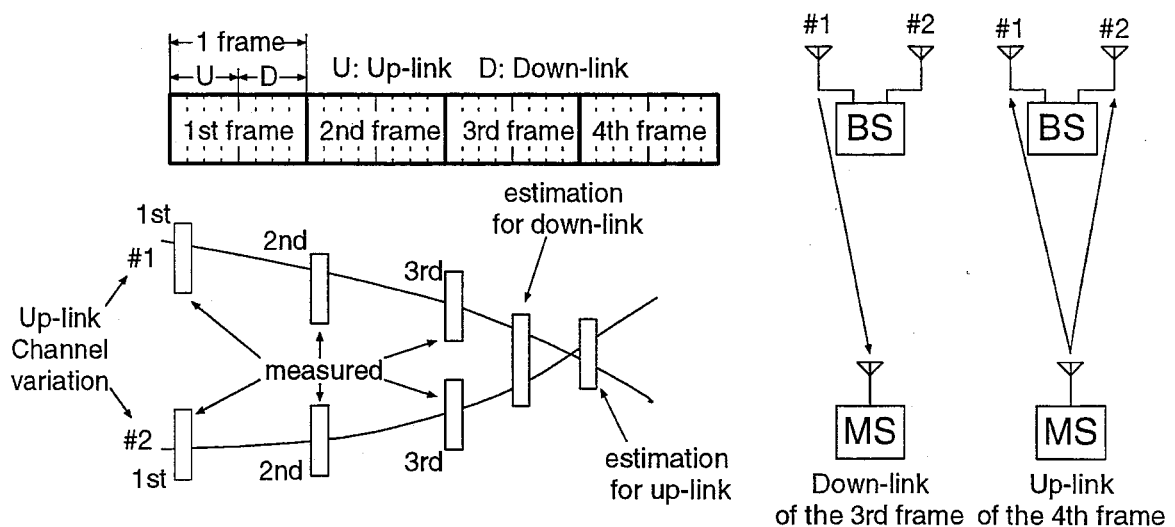 1 frame
U
D
U: Up-link D: Down-link
1st frame
2nd frame
3rd frame
4th frame
estimation
for down-link
1st
#1
2nd
3rd
Up-link
Channel
variation
measured
#2
1st
2nd
3rd
estimation
for up-link
#1
#2
BS
MS
Down-link
of the 3rd frame
#1
#2
BS
MS
Up-link
of the 4th frame